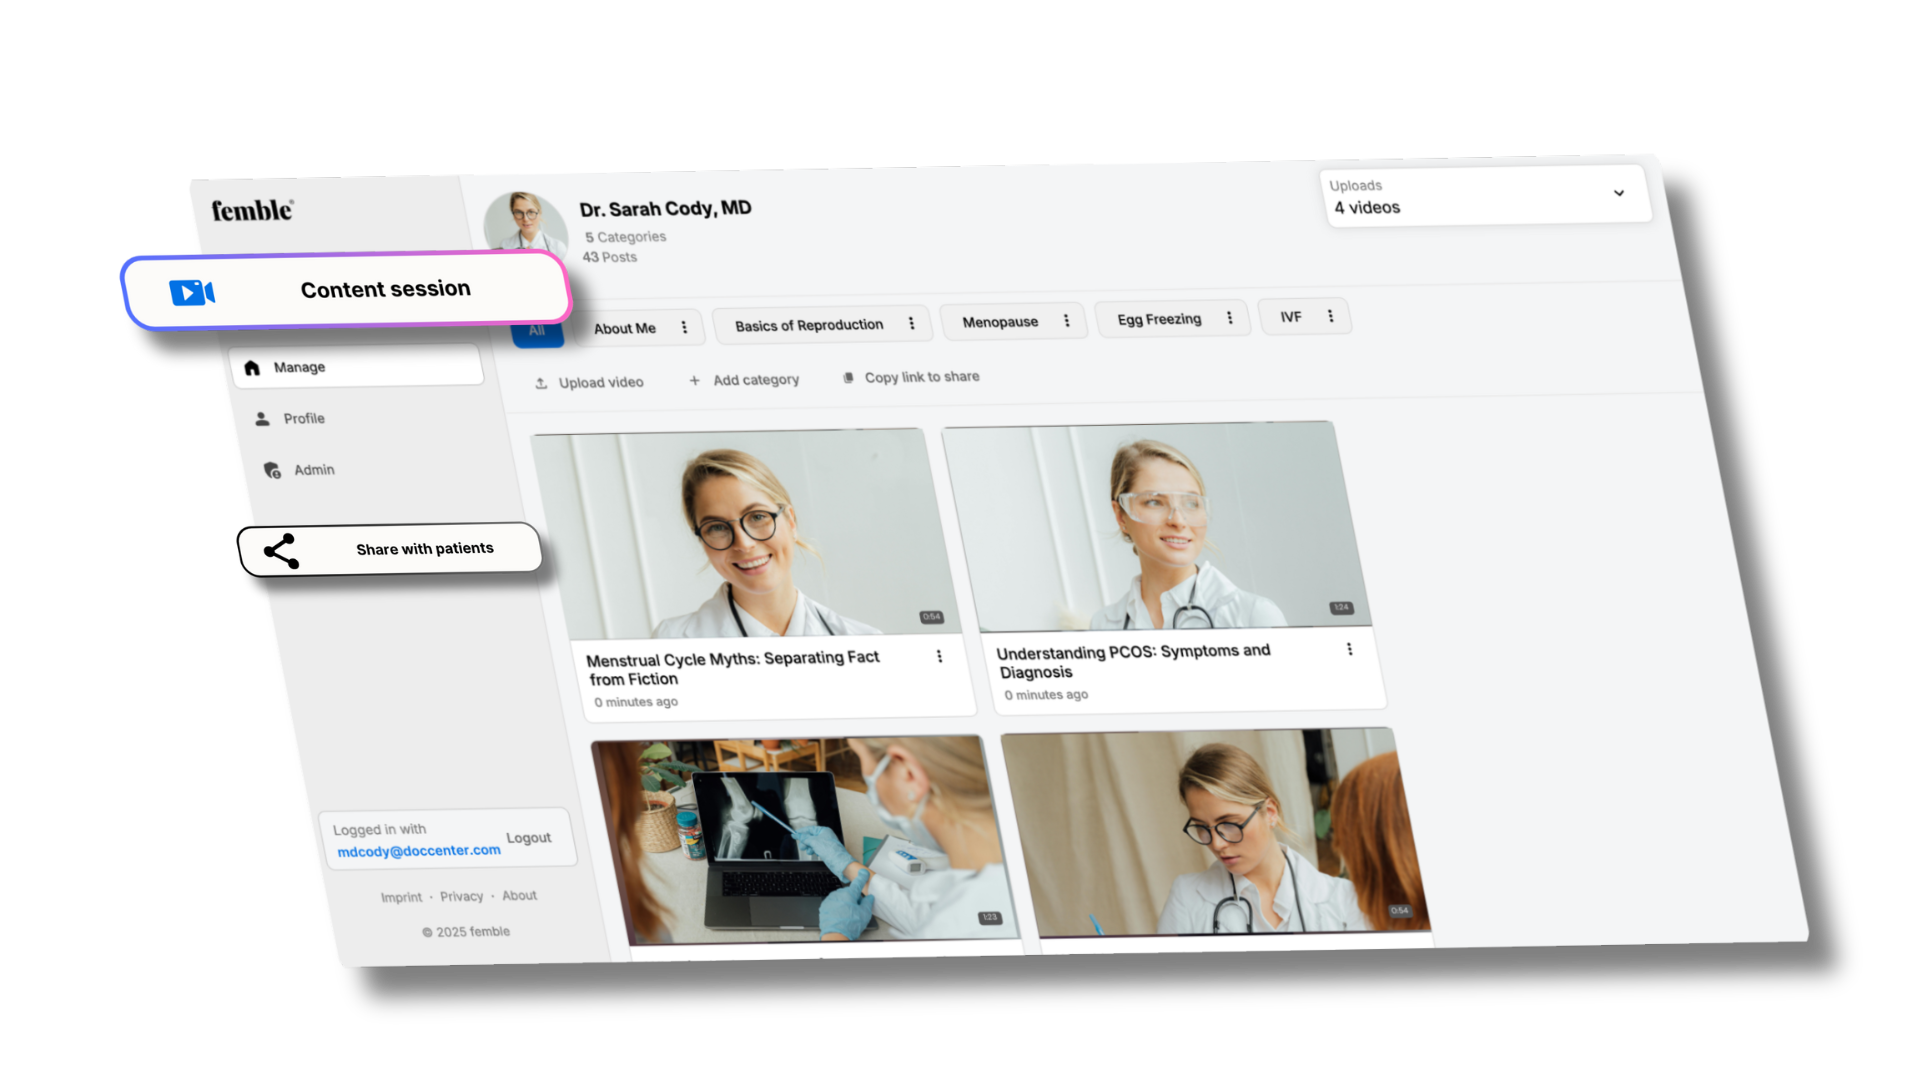 femble®
Content session
Manage
Profile
Admin
Share with patients
Logged in with
mdcody@doccenter.com
Logout
Imprint · Privacy · About
© 2025 femble
Dr. Sarah Cody, MD
5 Categories
43 Posts
Uploads
4 videos
All
About Me
Basics of Reproduction
Menopause
Egg Freezing
IVF
Upload video
Add category
Copy link to share
0:54
Menstrual Cycle Myths: Separating Fact
from Fiction
0 minutes ago
1:24
Understanding PCOS: Symptoms and
Diagnosis
0 minutes ago
1:23
0:54